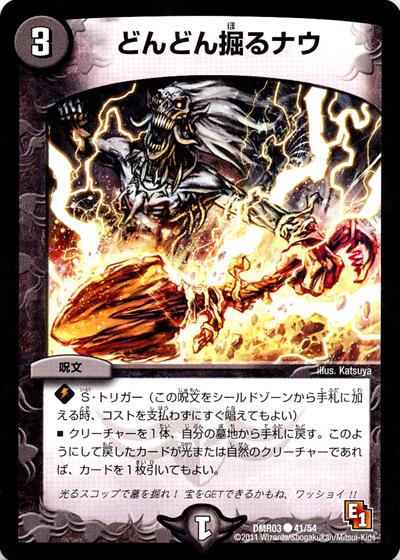 3
ほ
どんどん掘るナウ
Illus. Katsuya
呪文
S・トリガー（この呪文をシールドゾーンから手札に加
える時、コストを支払わずにすぐ唱えてもよい）
■ クリーチャーを1体、自分の墓地から手札に戻す。このよ
うにして戻したカードが光または自然のクリーチャーであ
れば、カードを1枚引いてもよい。
光るスコップで墓を掘れ！ 宝をGETできるかもね、ワッショイ！！
E1
1
DMR03 ● 41/54
©2011 Wizards/Shogakukan/Mitsui-Kids